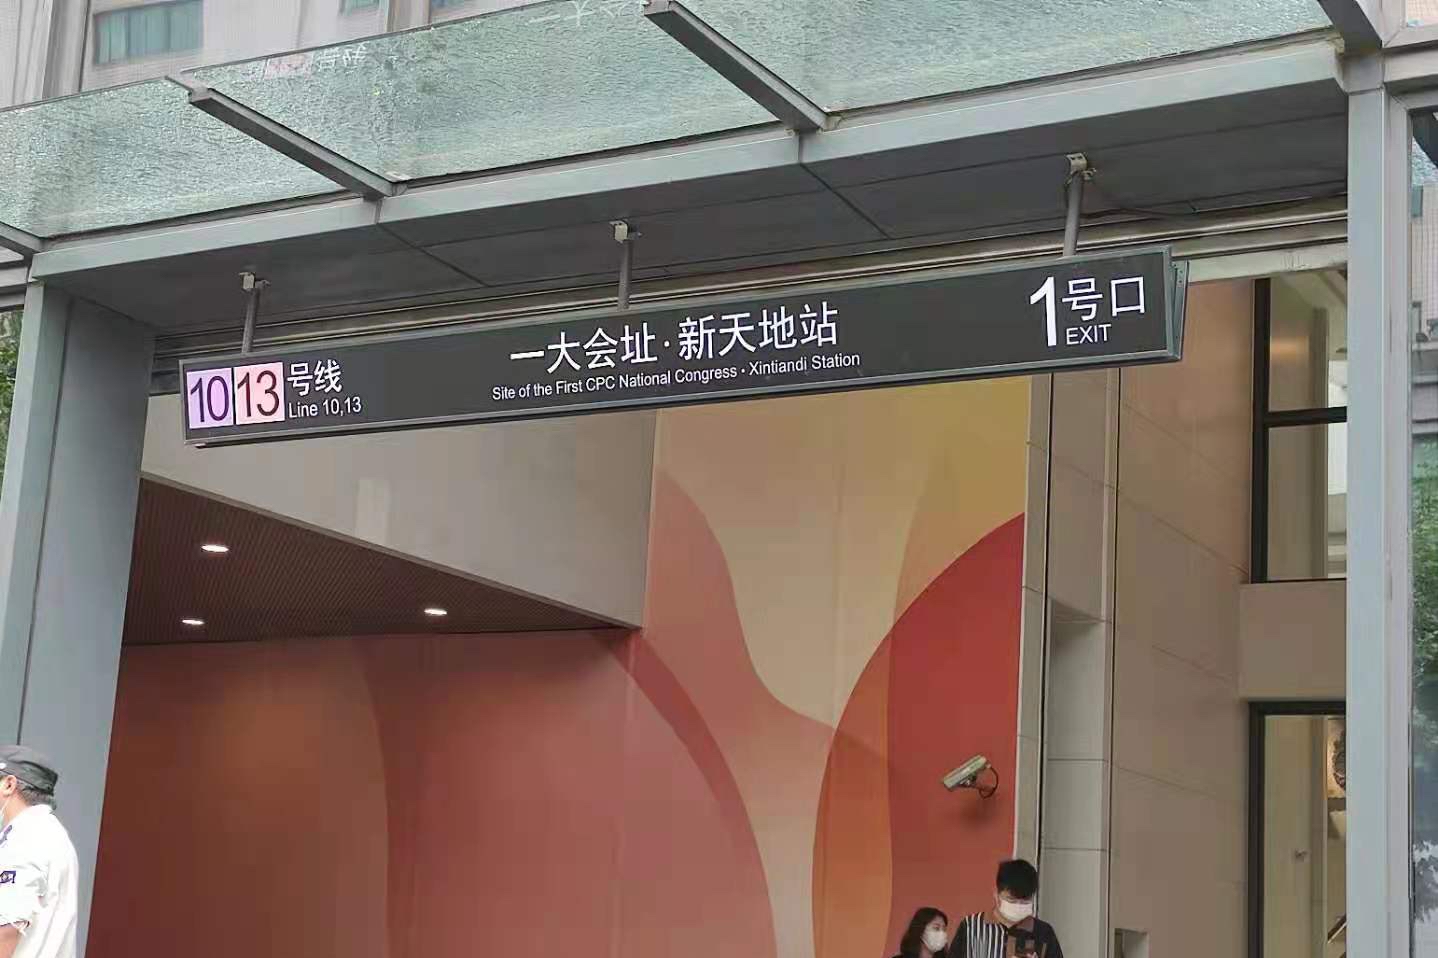 10 13 号线
Line 10,13
一大会址·新天地站
Site of the First CPC National Congress · Xintiandi Station
1号口
EXIT